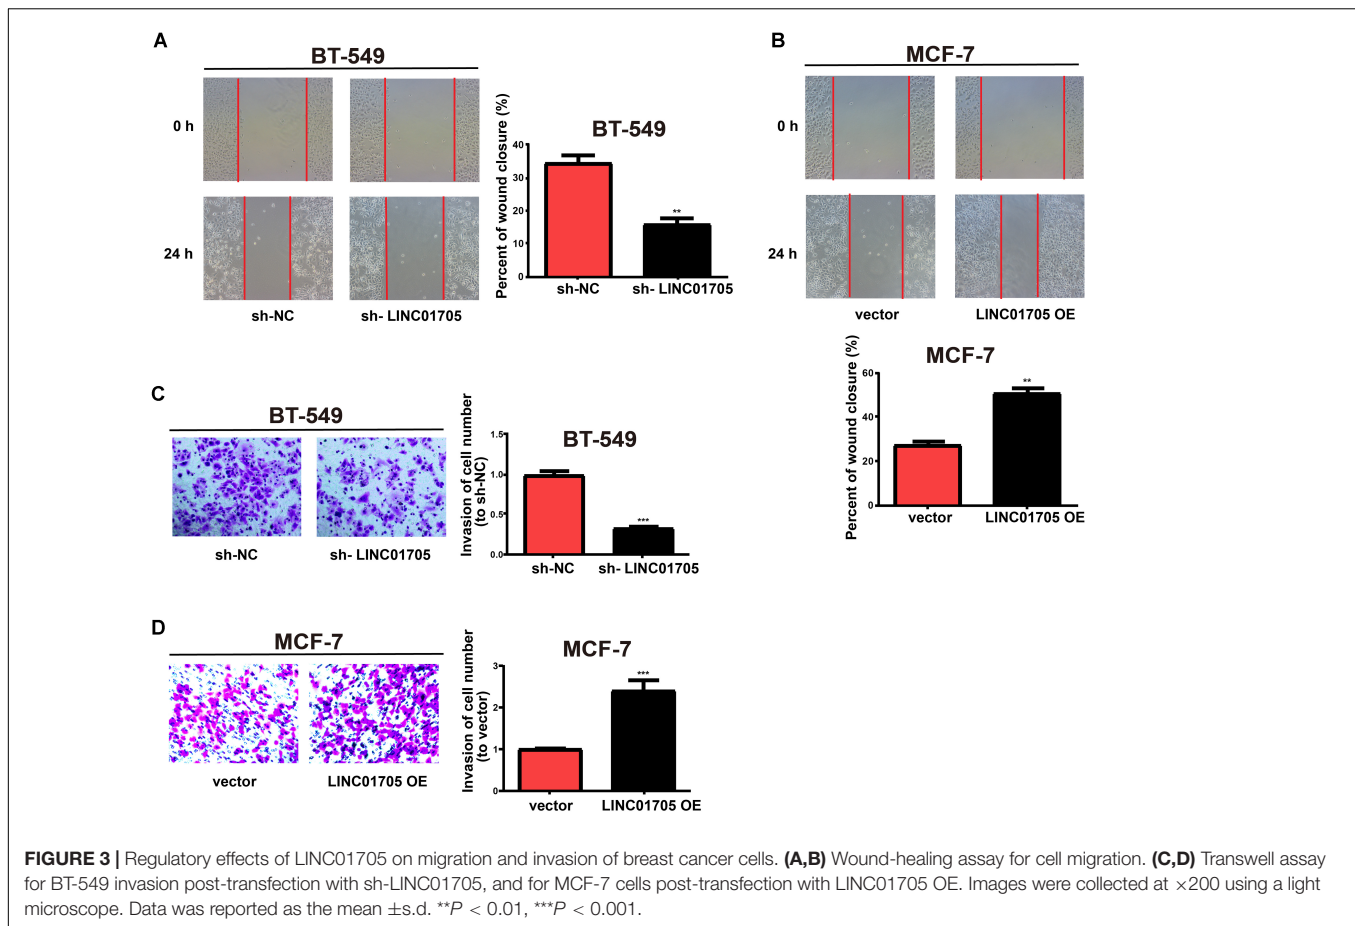 A
BT-549
0 h
24 h
sh-NC
sh- LINC01705
Percent of wound closure (%)
BT-549
40
30
20
10
0
**
sh-NC
sh- LINC01705
B
MCF-7
0 h
24 h
vector
LINC01705 OE
Percent of wound closure (%)
MCF-7
60
40
20
0
**
vector
LINC01705 OE
C
BT-549
sh-NC
sh- LINC01705
Invasion of cell number
(to sh-NC)
BT-549
1.5
1.0
0.5
0.0
***
sh-NC
sh- LINC01705
D
MCF-7
vector
LINC01705 OE
Invasion of cell number
(to vector)
MCF-7
3
2
1
0
***
vector
LINC01705 OE
FIGURE 3 | Regulatory effects of LINC01705 on migration and invasion of breast cancer cells. (A,B) Wound-healing assay for cell migration. (C,D) Transwell assay
for BT-549 invasion post-transfection with sh-LINC01705, and for MCF-7 cells post-transfection with LINC01705 OE. Images were collected at ×200 using a light
microscope. Data was reported as the mean ±s.d. **P < 0.01, ***P < 0.001.